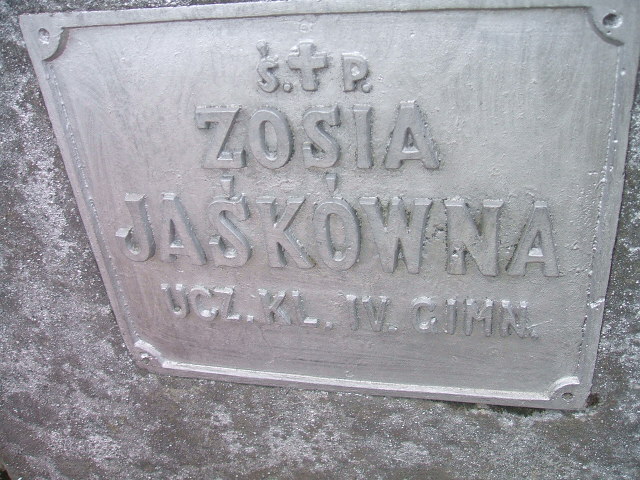 Ś.✝P.
ZOSIA
JAŚKÓWNA
UCZ. KL. IV. GIMN.